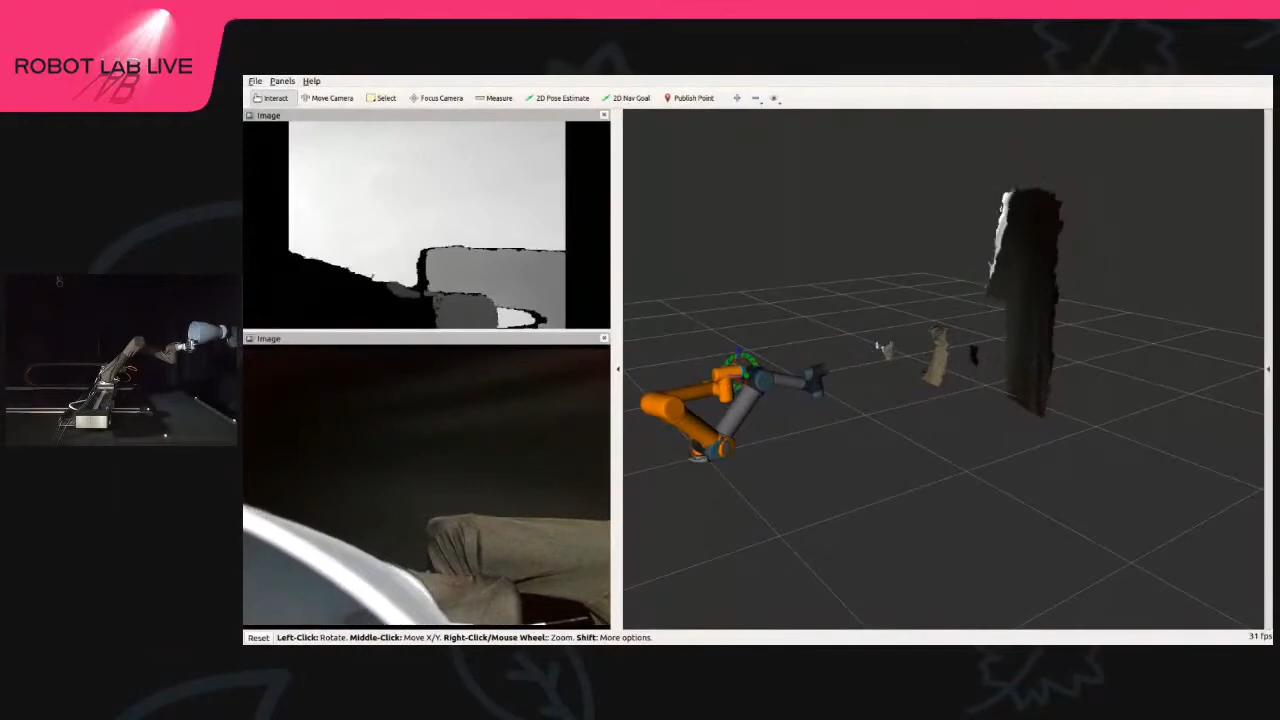 ROBOT LAB LIVE
File Panels Help
Interact Move Camera Select Focus Camera Measure 2D Pose Estimate 2D Nav Goal Publish Point
Image
Image
Reset Left-Click: Rotate. Middle-Click: Move X/Y. Right-Click/Mouse Wheel:: Zoom. Shift: More options. 31 fps